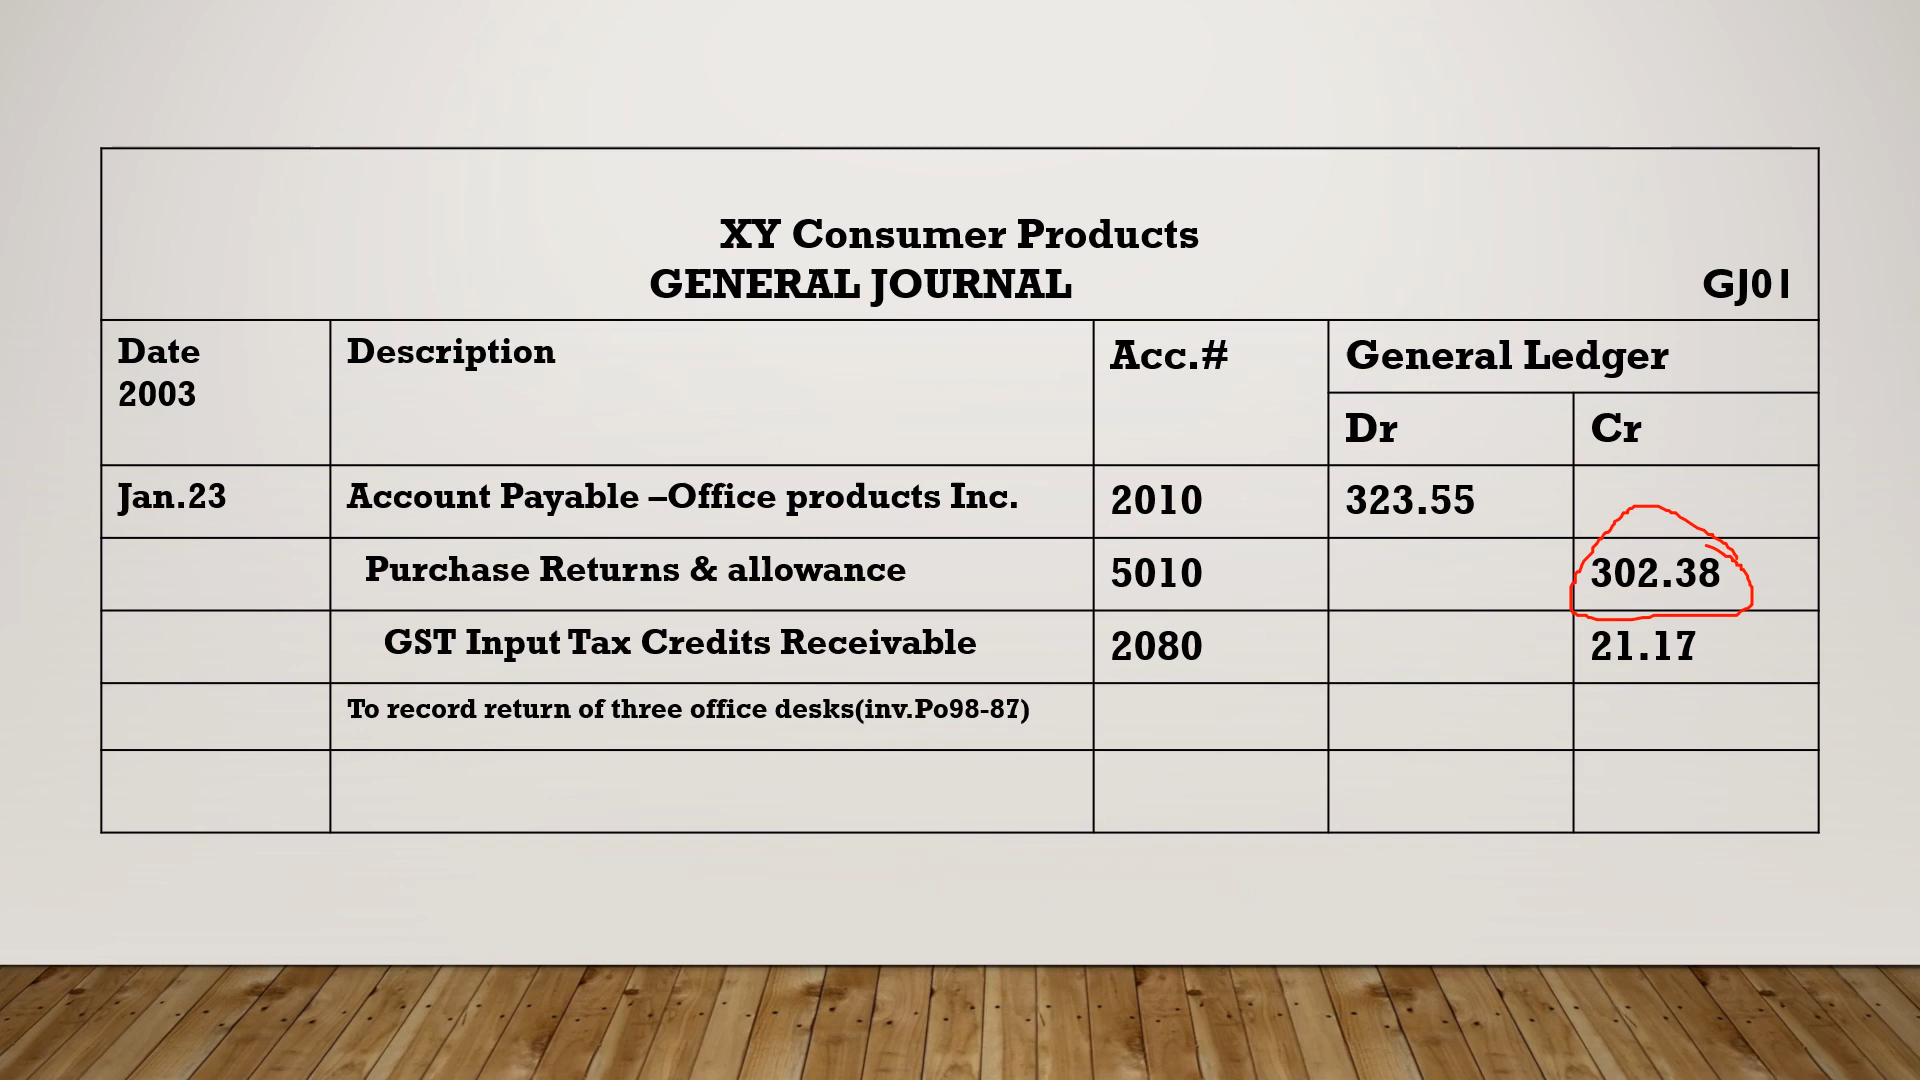 XY Consumer Products
GENERAL JOURNAL GJ01
Date Description Acc.# General Ledger
2003
Dr Cr
Jan.23 Account Payable –Office products Inc. 2010 323.55
Purchase Returns & allowance 5010 302.38
GST Input Tax Credits Receivable 2080 21.17
To record return of three office desks(inv.Po98-87)